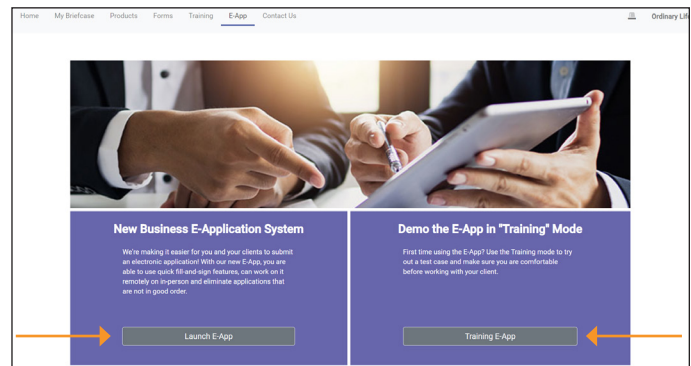 Home My Briefcase Products Forms Training E-App Contact Us Ordinary Life
New Business E-Application System
We're making it easier for you and your clients to submit
an electronic application! With our new E-App, you are
able to use quick fill-and-sign features, can work on it
remotely on in-person and eliminate applications that
are not in good order.
Launch E-App
Demo the E-App in "Training" Mode
First time using the E-App? Use the Training mode to try
out a test case and make sure you are comfortable
before working with your client.
Training E-App